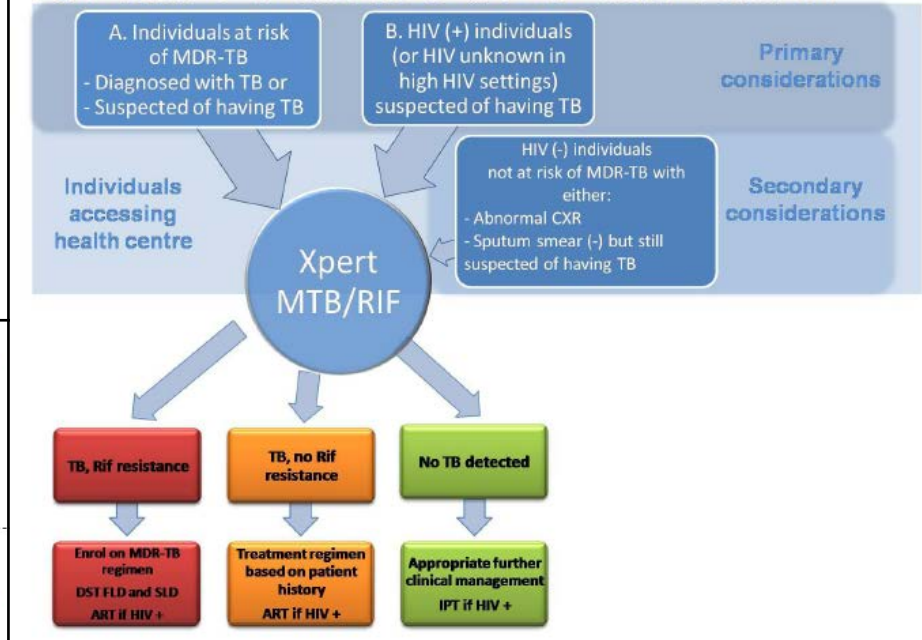 A. Individuals at risk
of MDR-TB
- Diagnosed with TB or
- Suspected of having TB
B. HIV (+) individuals
(or HIV unknown in
high HIV settings)
suspected of having TB
Primary
considerations
Individuals
accessing
health centre
HIV (-) individuals
not at risk of MDR-TB with
either:
- Abnormal CXR
- Sputum smear (-) but still
suspected of having TB
Secondary
considerations
Xpert
MTB/RIF
TB, Rif resistance
TB, no Rif
resistance
No TB detected
Enrol on MDR-TB
regimen
DST FLD and SLD
ART if HIV +
Treatment regimen
based on patient
history
ART if HIV +
Appropriate further
clinical management
IPT if HIV +